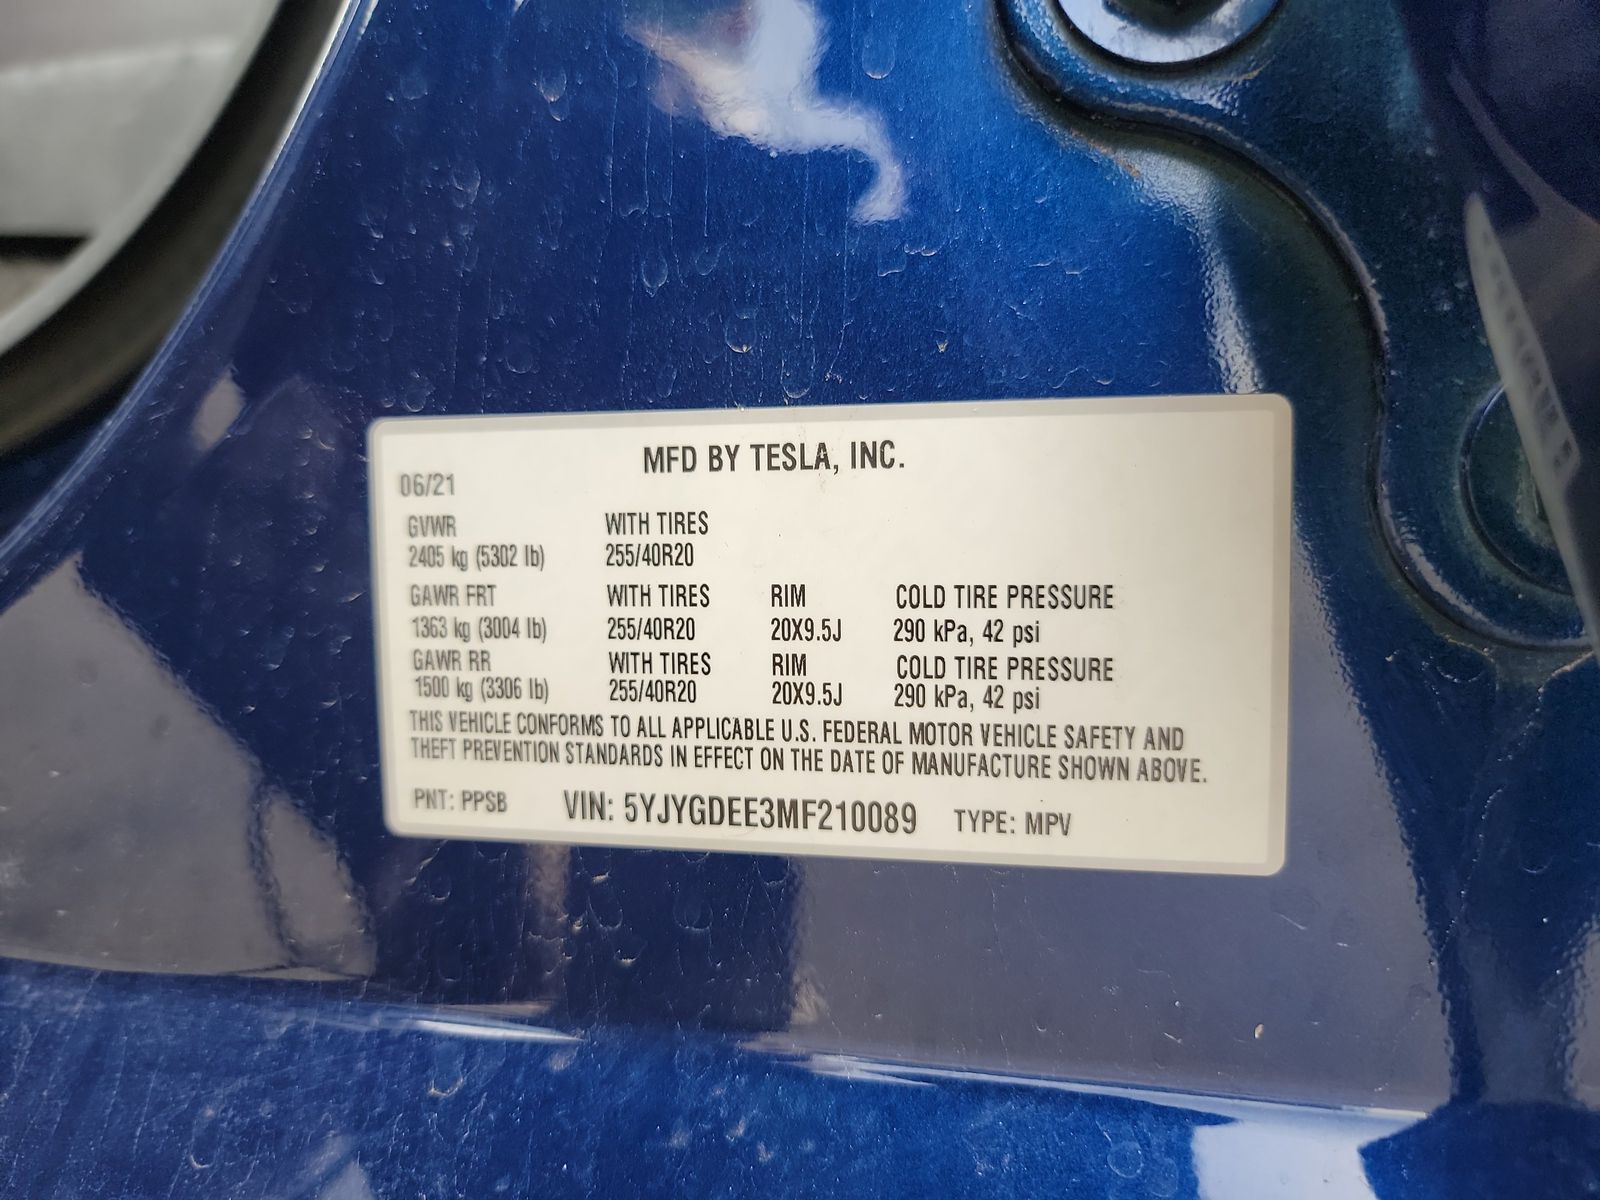 MFD BY TESLA, INC.
06/21
GVWR WITH TIRES
2405 kg (5302 lb) 255/40R20
GAWR FRT WITH TIRES RIM COLD TIRE PRESSURE
1363 kg (3004 lb) 255/40R20 20X9.5J 290 kPa, 42 psi
GAWR RR WITH TIRES RIM COLD TIRE PRESSURE
1500 kg (3306 lb) 255/40R20 20X9.5J 290 kPa, 42 psi
THIS VEHICLE CONFORMS TO ALL APPLICABLE U.S. FEDERAL MOTOR VEHICLE SAFETY AND
THEFT PREVENTION STANDARDS IN EFFECT ON THE DATE OF MANUFACTURE SHOWN ABOVE.
PNT: PPSB VIN: 5YJYGDEE3MF210089 TYPE: MPV